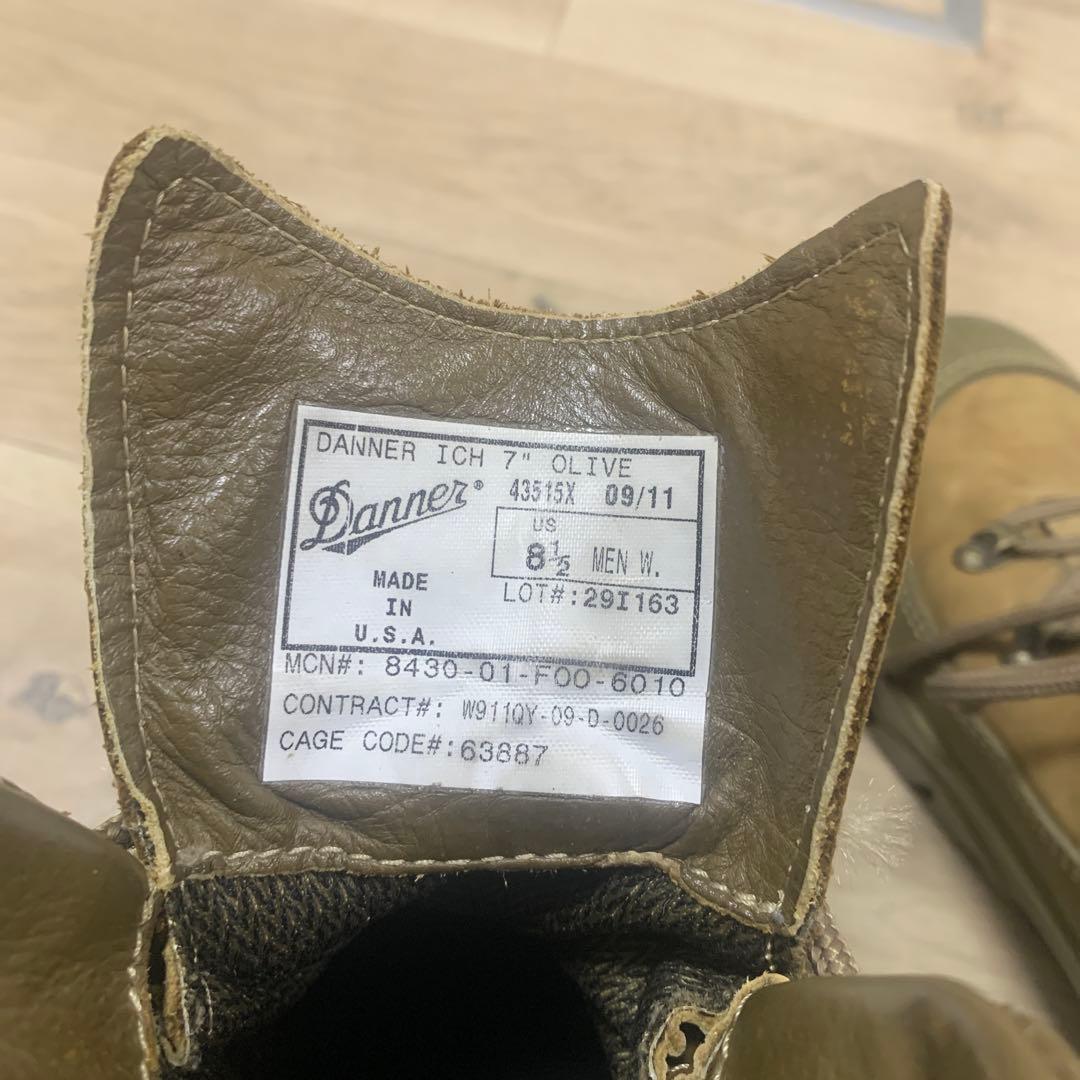 DANNER ICH 7" OLIVE
Danner®
43515X 09/11
US
8½ MEN W.
MADE
IN
U.S.A.
LOT#:29I163
MCN#: 8430-01-F00-6010
CONTRACT#: W911QY-09-D-0026
CAGE CODE#:63887